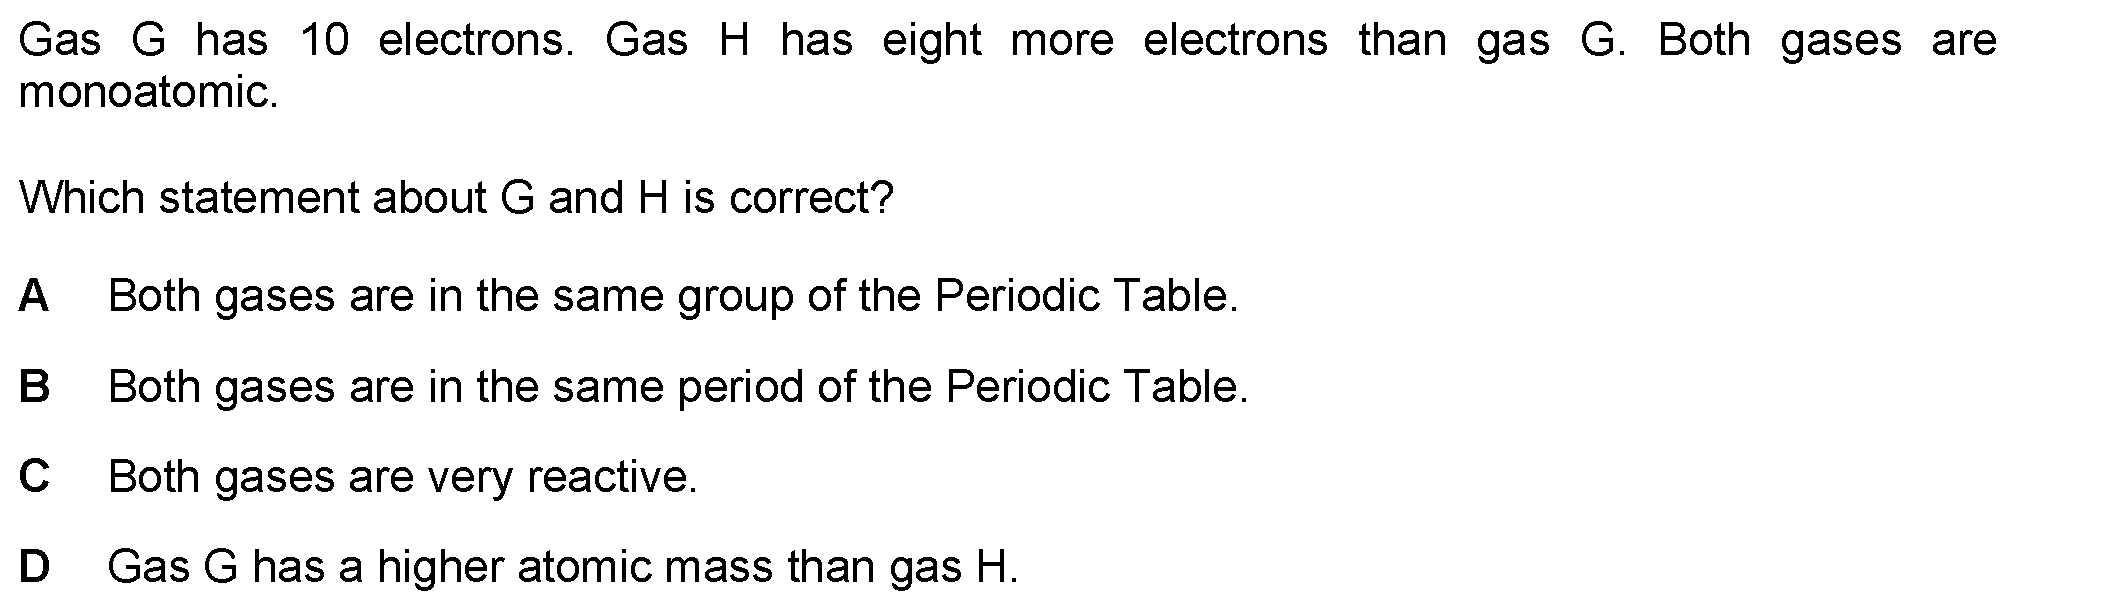 Gas G has 10 electrons. Gas H has eight more electrons than gas G. Both gases are
monoatomic.
Which statement about G and H is correct?
A Both gases are in the same group of the Periodic Table.
B Both gases are in the same period of the Periodic Table.
C Both gases are very reactive.
D Gas G has a higher atomic mass than gas H.